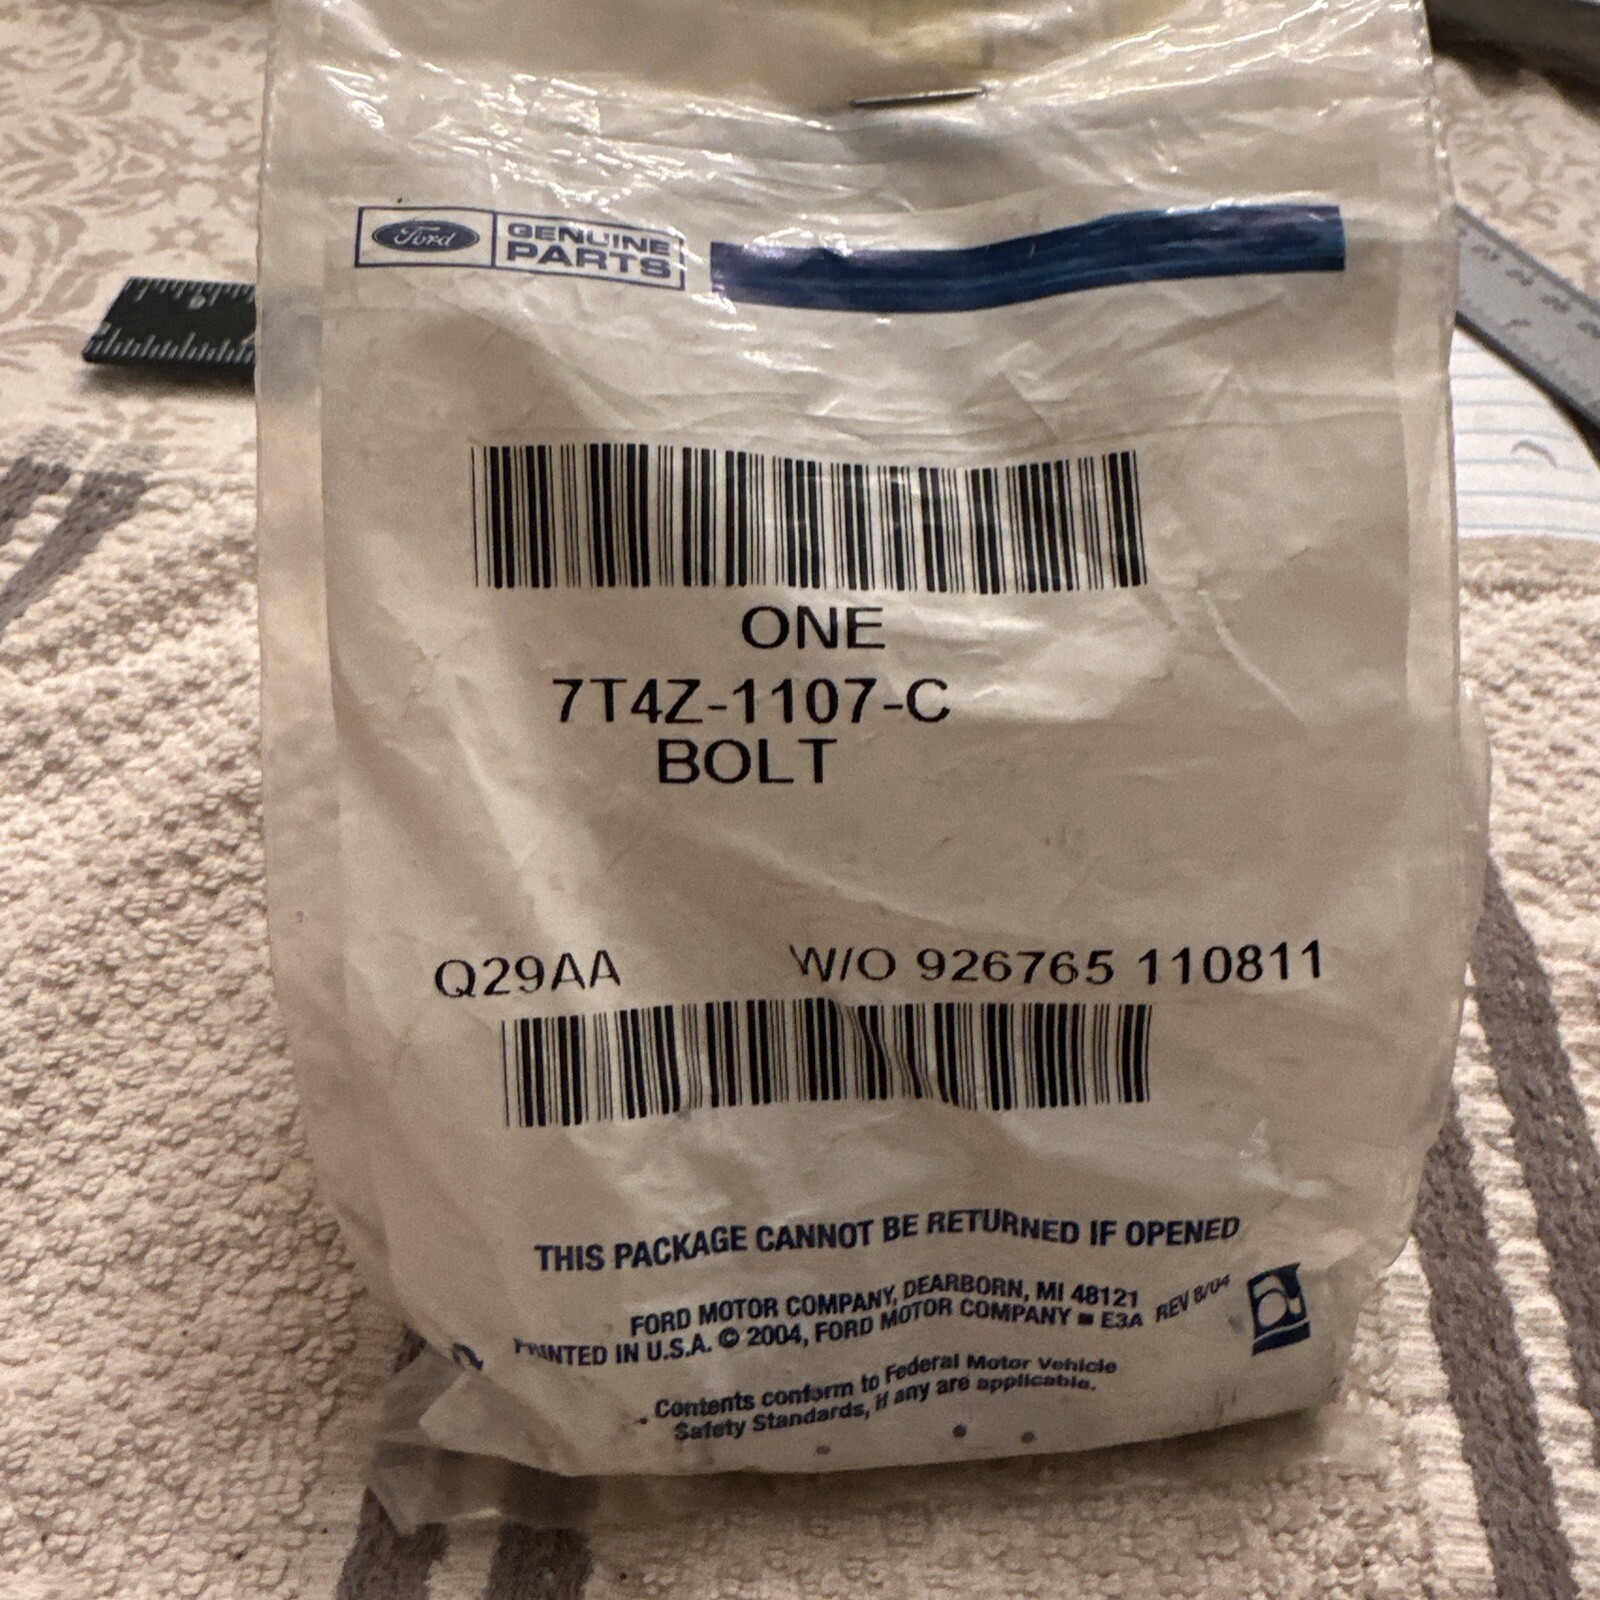 Ford GENUINE
PARTS
ONE
7T4Z-1107-C
BOLT
Q29AA W/O 926765 110811
THIS PACKAGE CANNOT BE RETURNED IF OPENED
FORD MOTOR COMPANY, DEARBORN, MI 48121
PRINTED IN U.S.A. © 2004, FORD MOTOR COMPANY ■ E3A REV 8/04
Contents conform to Federal Motor Vehicle
Safety Standards, if any are applicable.